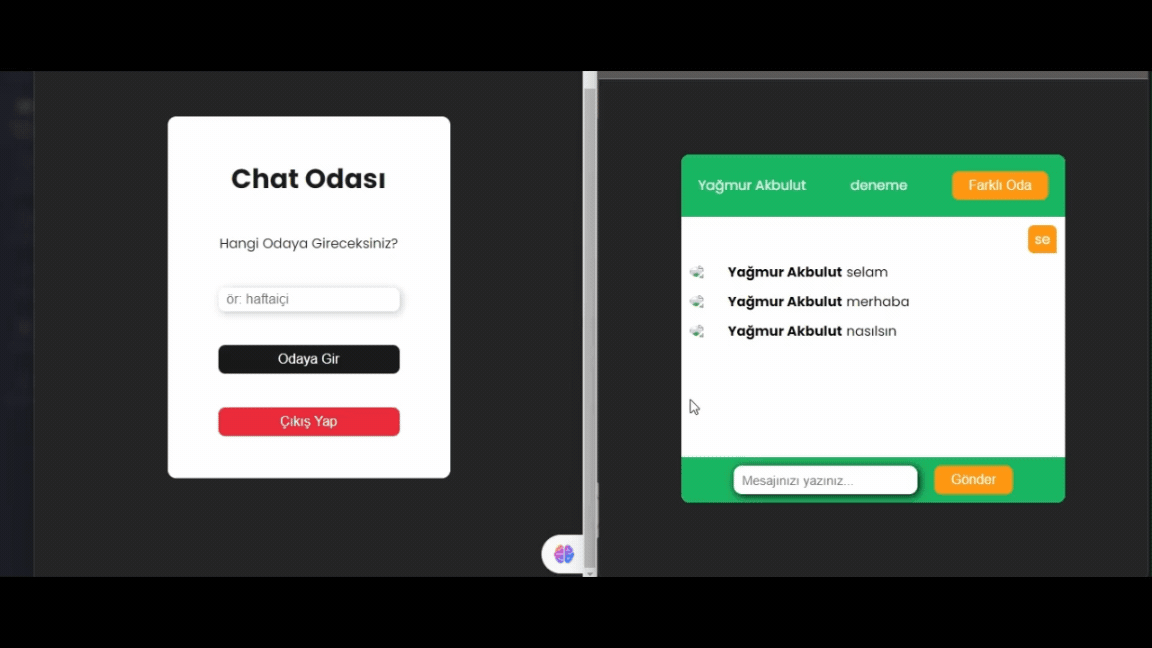 Chat Odası
Hangi Odaya Gireceksiniz?
ör: haftaiçi
Odaya Gir
Çıkış Yap
Yağmur Akbulut deneme Farklı Oda
se
Yağmur Akbulut selam
Yağmur Akbulut merhaba
Yağmur Akbulut nasılsın
Mesajınızı yazınız... Gönder